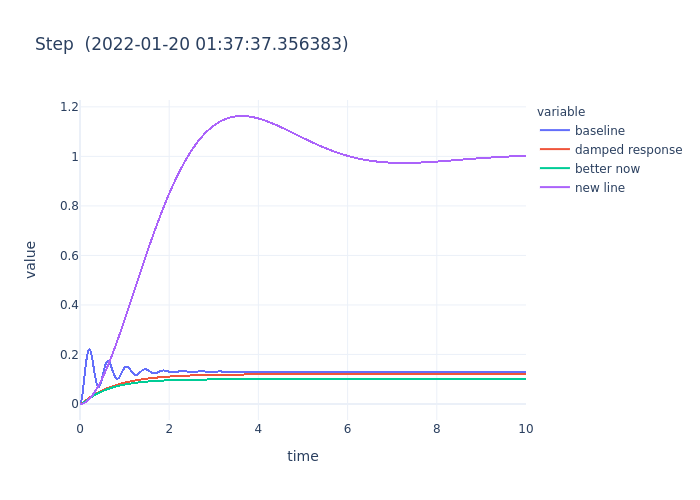 Step  (2022-01-20 01:37:37.356383)
variable
baseline
damped response
better now
new line
value
1.2
1
0.8
0.6
0.4
0.2
0
0 2 4 6 8 10
time